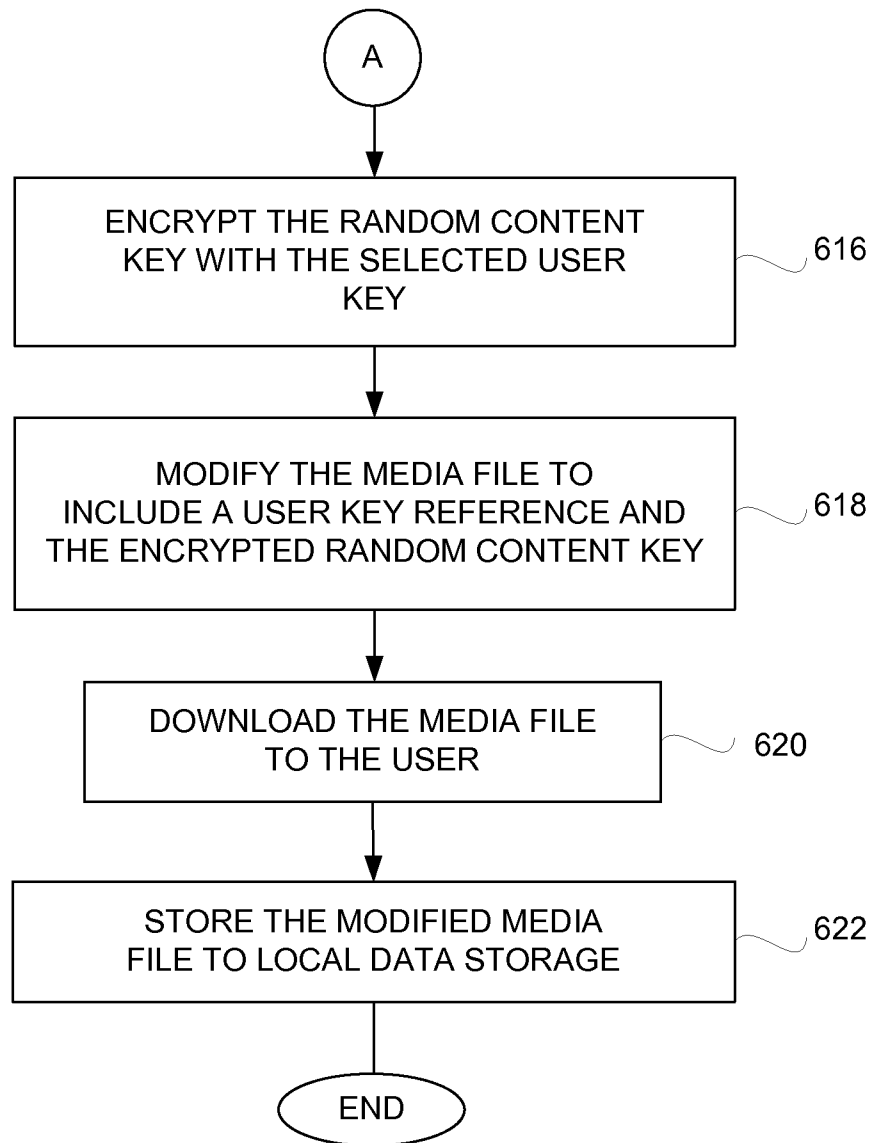 A
ENCRYPT THE RANDOM CONTENT
KEY WITH THE SELECTED USER
KEY
616
MODIFY THE MEDIA FILE TO
INCLUDE A USER KEY REFERENCE AND
THE ENCRYPTED RANDOM CONTENT KEY
618
DOWNLOAD THE MEDIA FILE
TO THE USER
620
STORE THE MODIFIED MEDIA
FILE TO LOCAL DATA STORAGE
622
END